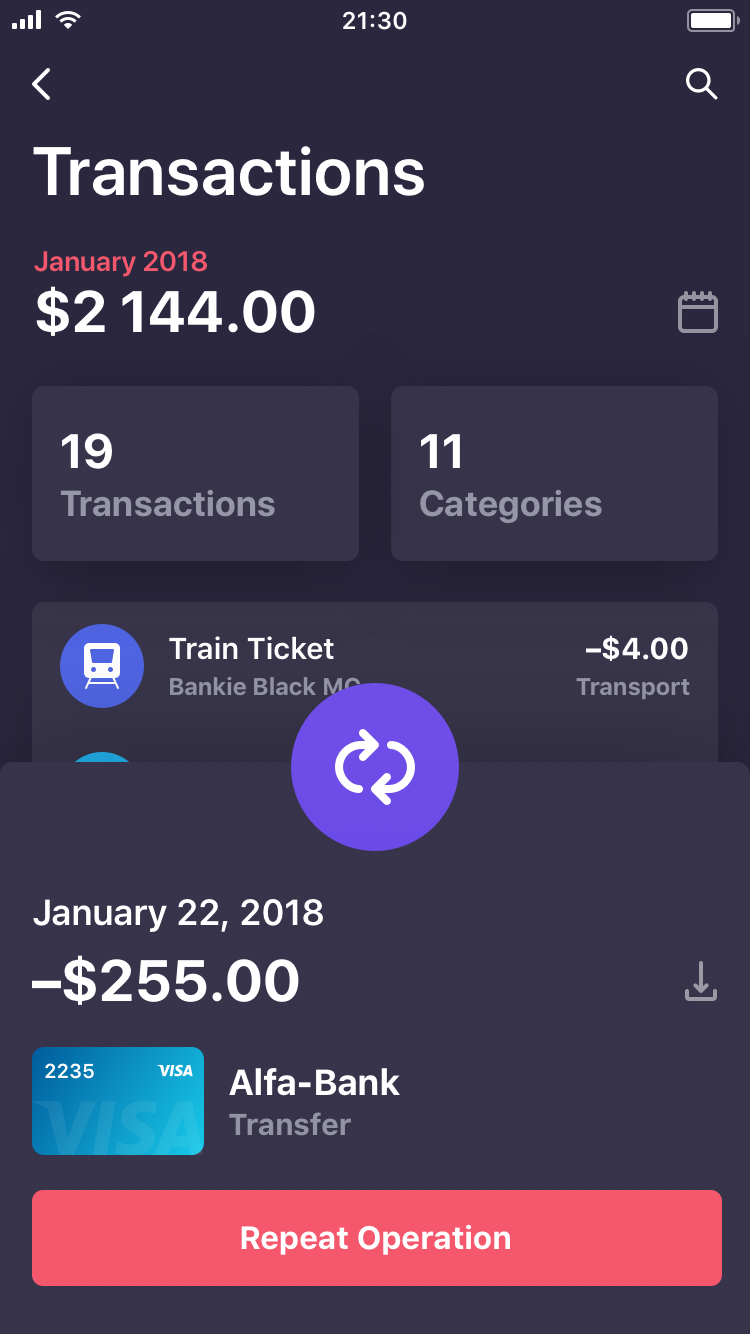 21:30
Transactions
January 2018
$2 144.00
19
Transactions
11
Categories
Train Ticket
–$4.00
Bankie Black MC
Transport
January 22, 2018
–$255.00
2235
VISA
VISA
Alfa-Bank
Transfer
Repeat Operation